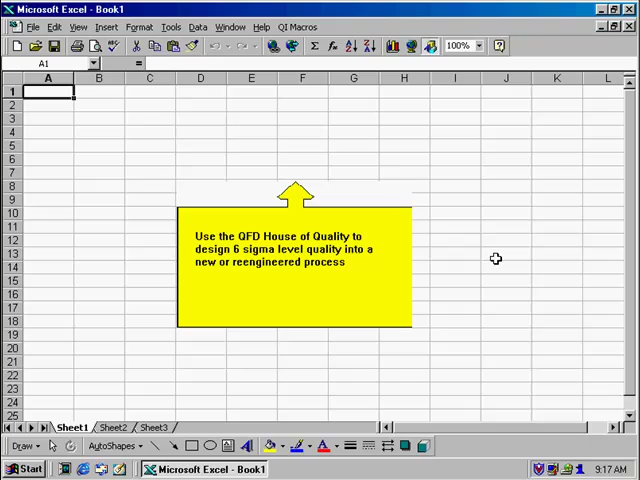 Microsoft Excel - Book1
File Edit View Insert Format Tools Data Window Help QI Macros
Σ 100% ?
A1 =
A B C D E F G H I J K L
1
2
3
4
5
6
7
8
9
10
11
12
13
14
15
16
17
18
19
20
21
22
23
24
25
Use the QFD House of Quality to
design 6 sigma level quality into a
new or reengineered process
Sheet1 Sheet2 Sheet3
Draw AutoShapes A A
Start Microsoft Excel - Book1 9:17 AM